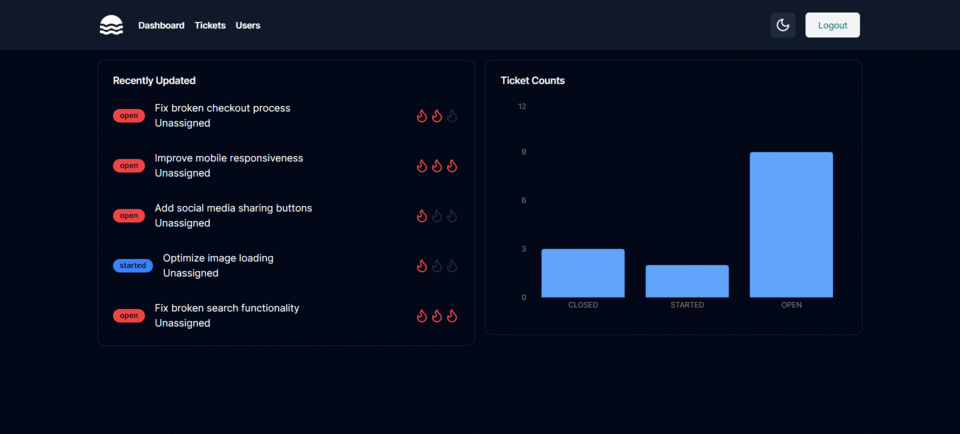 Dashboard Tickets Users
Logout
Recently Updated
open
Fix broken checkout process
Unassigned
open
Improve mobile responsiveness
Unassigned
open
Add social media sharing buttons
Unassigned
started
Optimize image loading
Unassigned
open
Fix broken search functionality
Unassigned
Ticket Counts
12
9
6
3
0
CLOSED STARTED OPEN